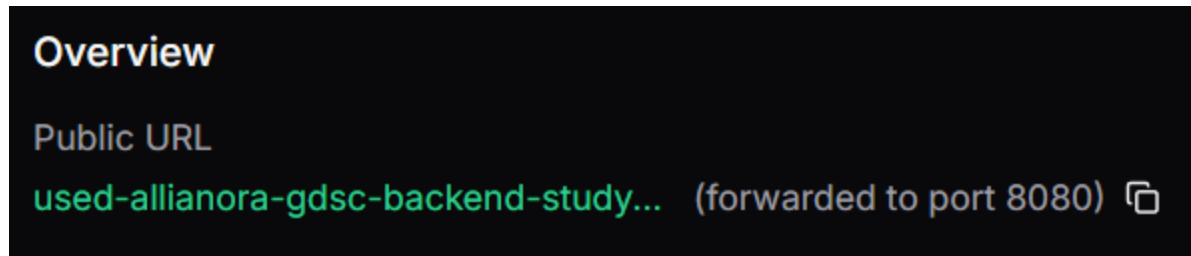 Overview
Public URL
used-allianora-gdsc-backend-study... (forwarded to port 8080)